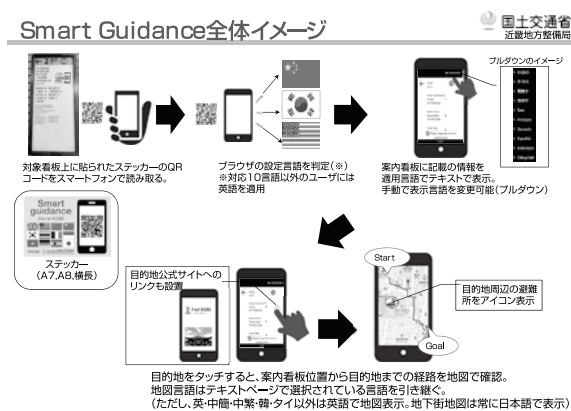 Smart Guidance全体イメージ
国土交通省
近畿地方整備局
プルダウンのイメージ
対象看板上に貼られたステッカーのQR
コードをスマートフォンで読み取る。
ブラウザの設定言語を判定(※)
※対応10言語以外のユーザには
英語を適用
案内看板に記載の情報を
適用言語でテキストで表示。
手動で表示言語を変更可能(プルダウン)
Smart
guidance
ステッカー
(A7,A8,横長)
目的地公式サイトへの
リンクも設置
Start
目的地周辺の避難
所をアイコン表示
Goal
目的地をタッチすると、案内看板位置から目的地までの経路を地図で確認。
地図言語はテキストページで選択されている言語を引き継ぐ。
(ただし、英・中簡・中繁・韓・タイ以外は英語で地図表示。地下街地図は常に日本語で表示)